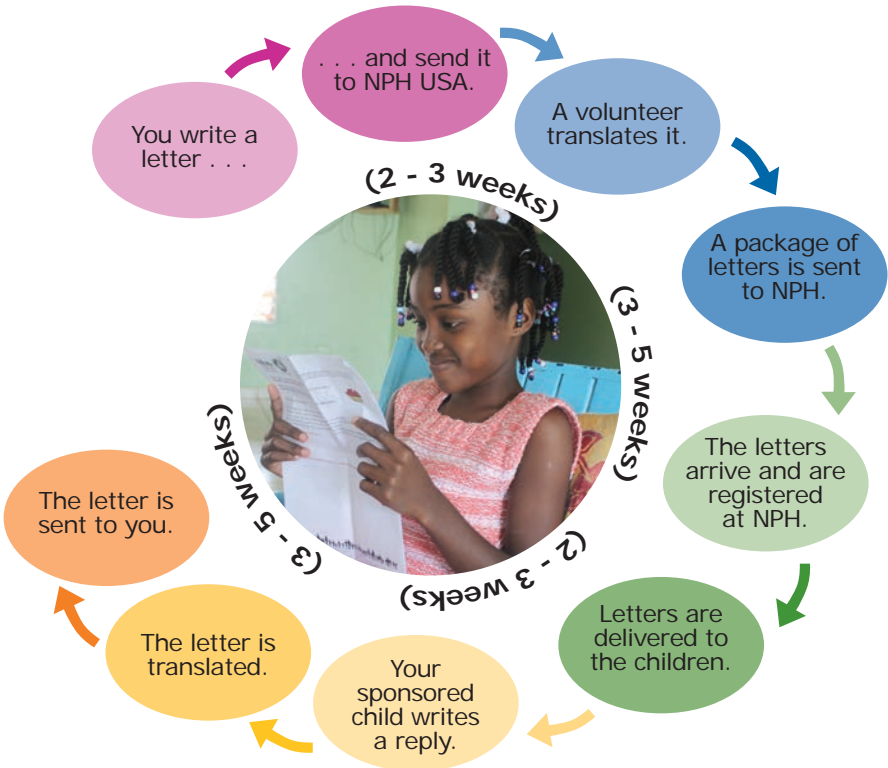 You write a
letter . . .
. . . and send it
to NPH USA.
A volunteer
translates it.
(2 - 3 weeks)
A package of
letters is sent
to NPH.
(3 - 5 weeks)
The letters
arrive and are
registered
at NPH.
Letters are
delivered to
the children.
(2 - 3 weeks)
Your
sponsored
child writes
a reply.
The letter is
translated.
(3 - 5 weeks)
The letter is
sent to you.